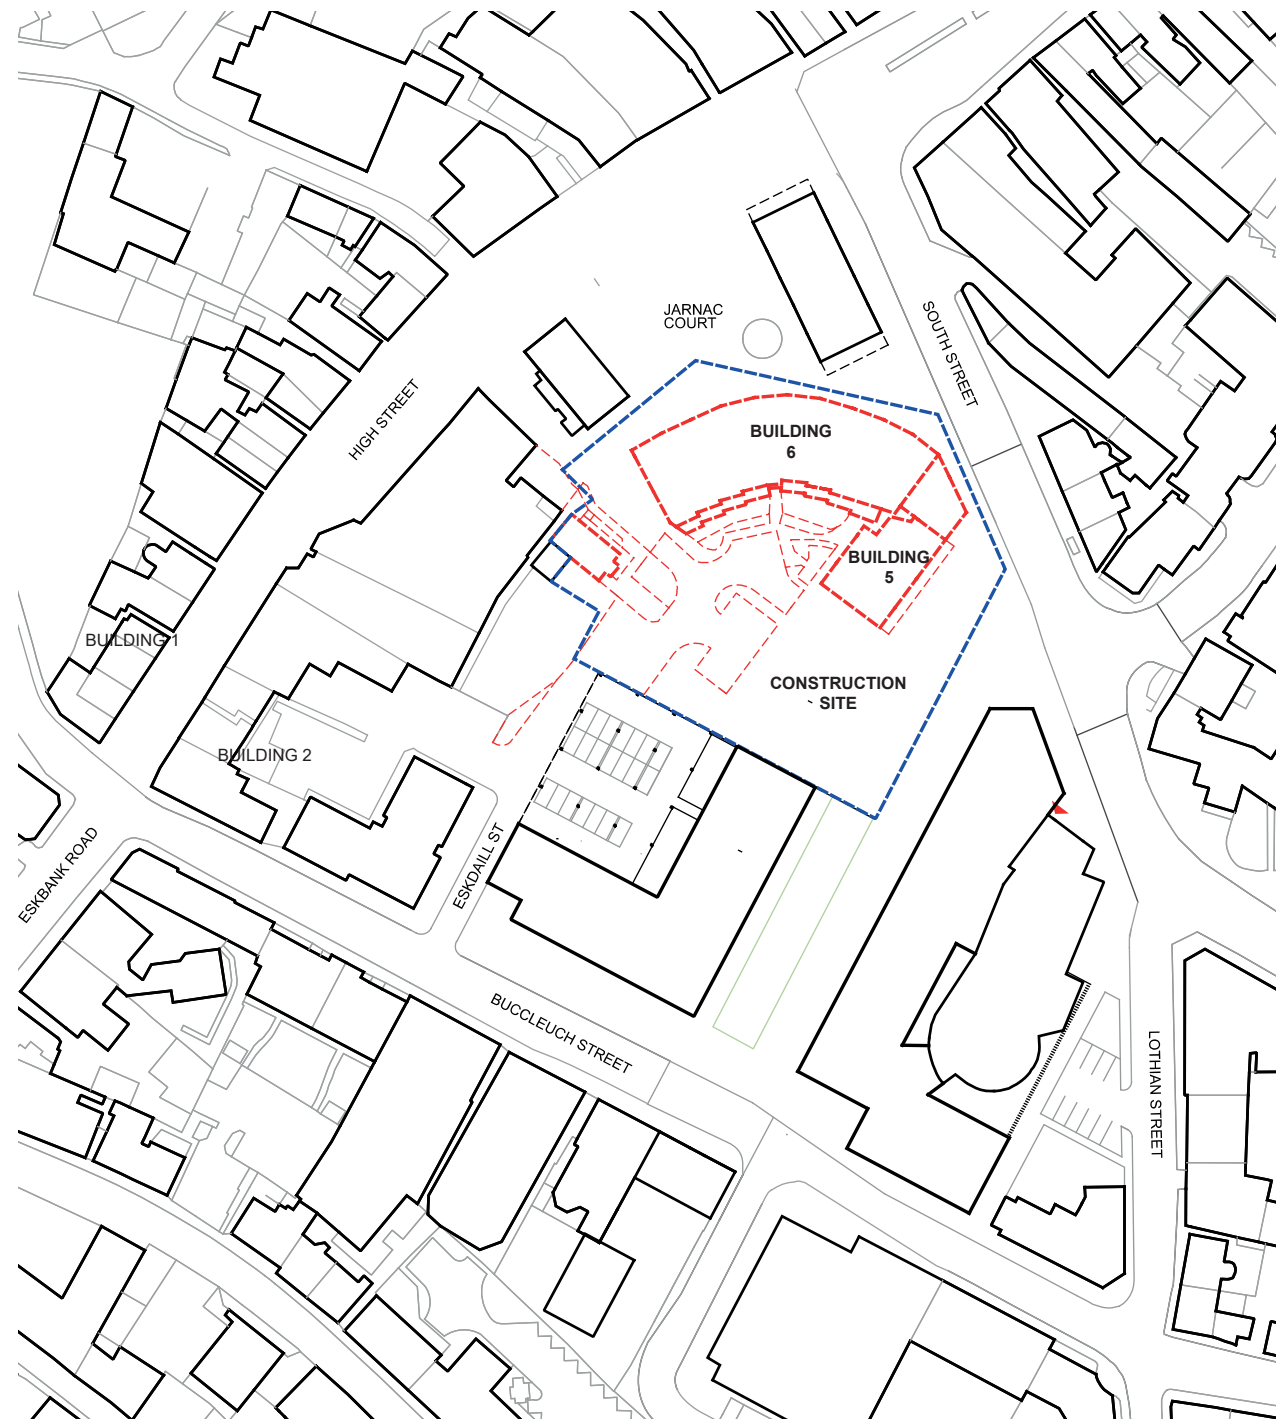 JARNAC
COURT
SOUTH STREET
HIGH STREET
BUILDING
6
BUILDING
5
BUILDING 1
CONSTRUCTION
SITE
BUILDING 2
ESKBANK ROAD
ESKDAILL ST
BUCCLEUCH STREET
LOTHIAN STREET